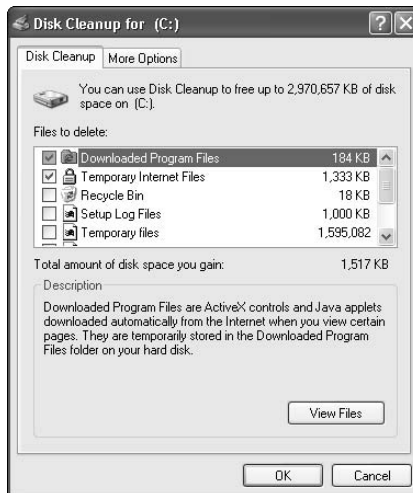 Disk Cleanup for (C:)
Disk Cleanup
More Options
You can use Disk Cleanup to free up to 2,970,657 KB of disk
space on (C:).
Files to delete:
Downloaded Program Files 184 KB
Temporary Internet Files 1,333 KB
Recycle Bin 18 KB
Setup Log Files 1,000 KB
Temporary files 1,595,082
Total amount of disk space you gain: 1,517 KB
Description
Downloaded Program Files are ActiveX controls and Java applets
downloaded automatically from the Internet when you view certain
pages. They are temporarily stored in the Downloaded Program
Files folder on your hard disk.
View Files
OK
Cancel